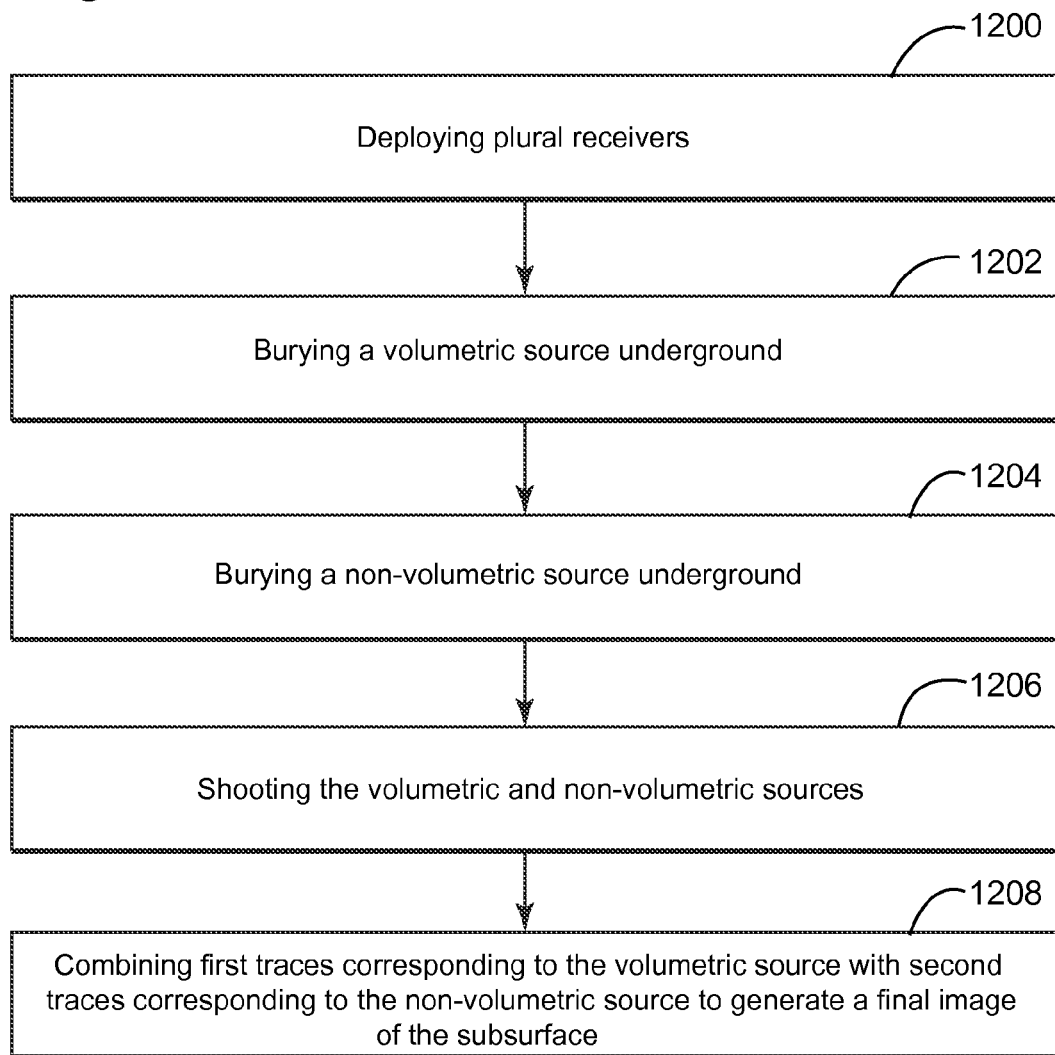 1200
Deploying plural receivers
1202
Burying a volumetric source underground
1204
Burying a non-volumetric source underground
1206
Shooting the volumetric and non-volumetric sources
1208
Combining first traces corresponding to the volumetric source with second
traces corresponding to the non-volumetric source to generate a final image
of the subsurface